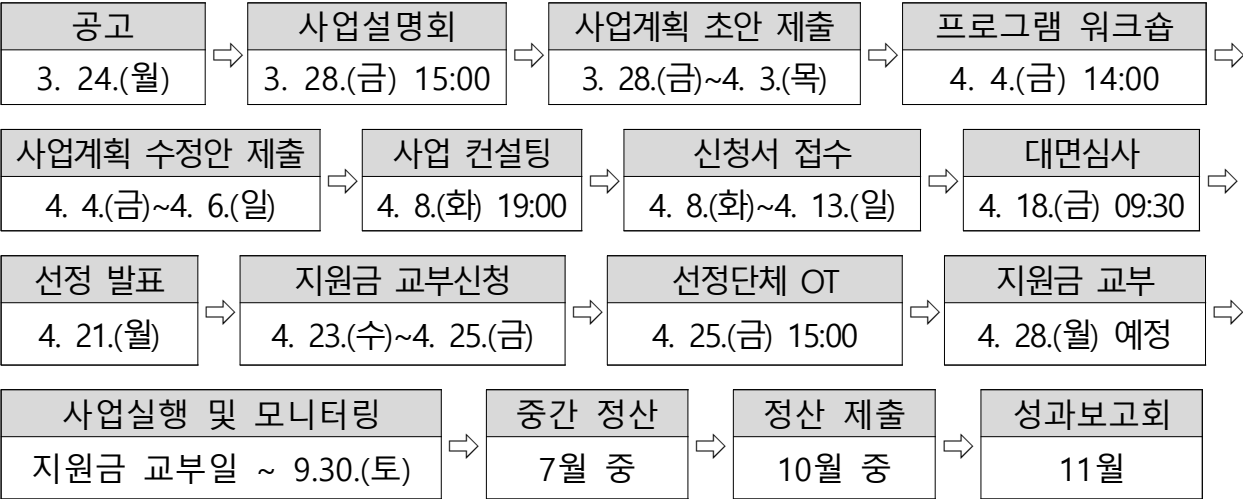 공고 사업설명회 사업계획 초안 제출 프로그램 워크숍
3. 24.(월) 3. 28.(금) 15:00 3. 28.(금)~4. 3.(목) 4. 4.(금) 14:00
사업계획 수정안 제출 사업 컨설팅 신청서 접수 대면심사
4. 4.(금)~4. 6.(일) 4. 8.(화) 19:00 4. 8.(화)~4. 13.(일) 4. 18.(금) 09:30
선정 발표 지원금 교부신청 선정단체 OT 지원금 교부
4. 21.(월) 4. 23.(수)~4. 25.(금) 4. 25.(금) 15:00 4. 28.(월) 예정
사업실행 및 모니터링 중간 정산 정산 제출 성과보고회
지원금 교부일 ~ 9.30.(토) 7월 중 10월 중 11월